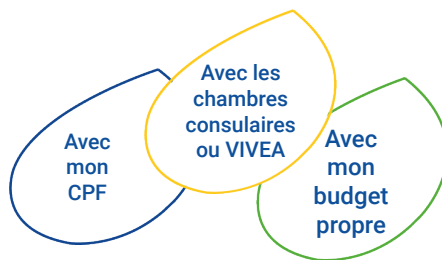 Avec
mon
CPF
Avec les
chambres
consulaires
ou VIVEA
Avec
mon
budget
propre